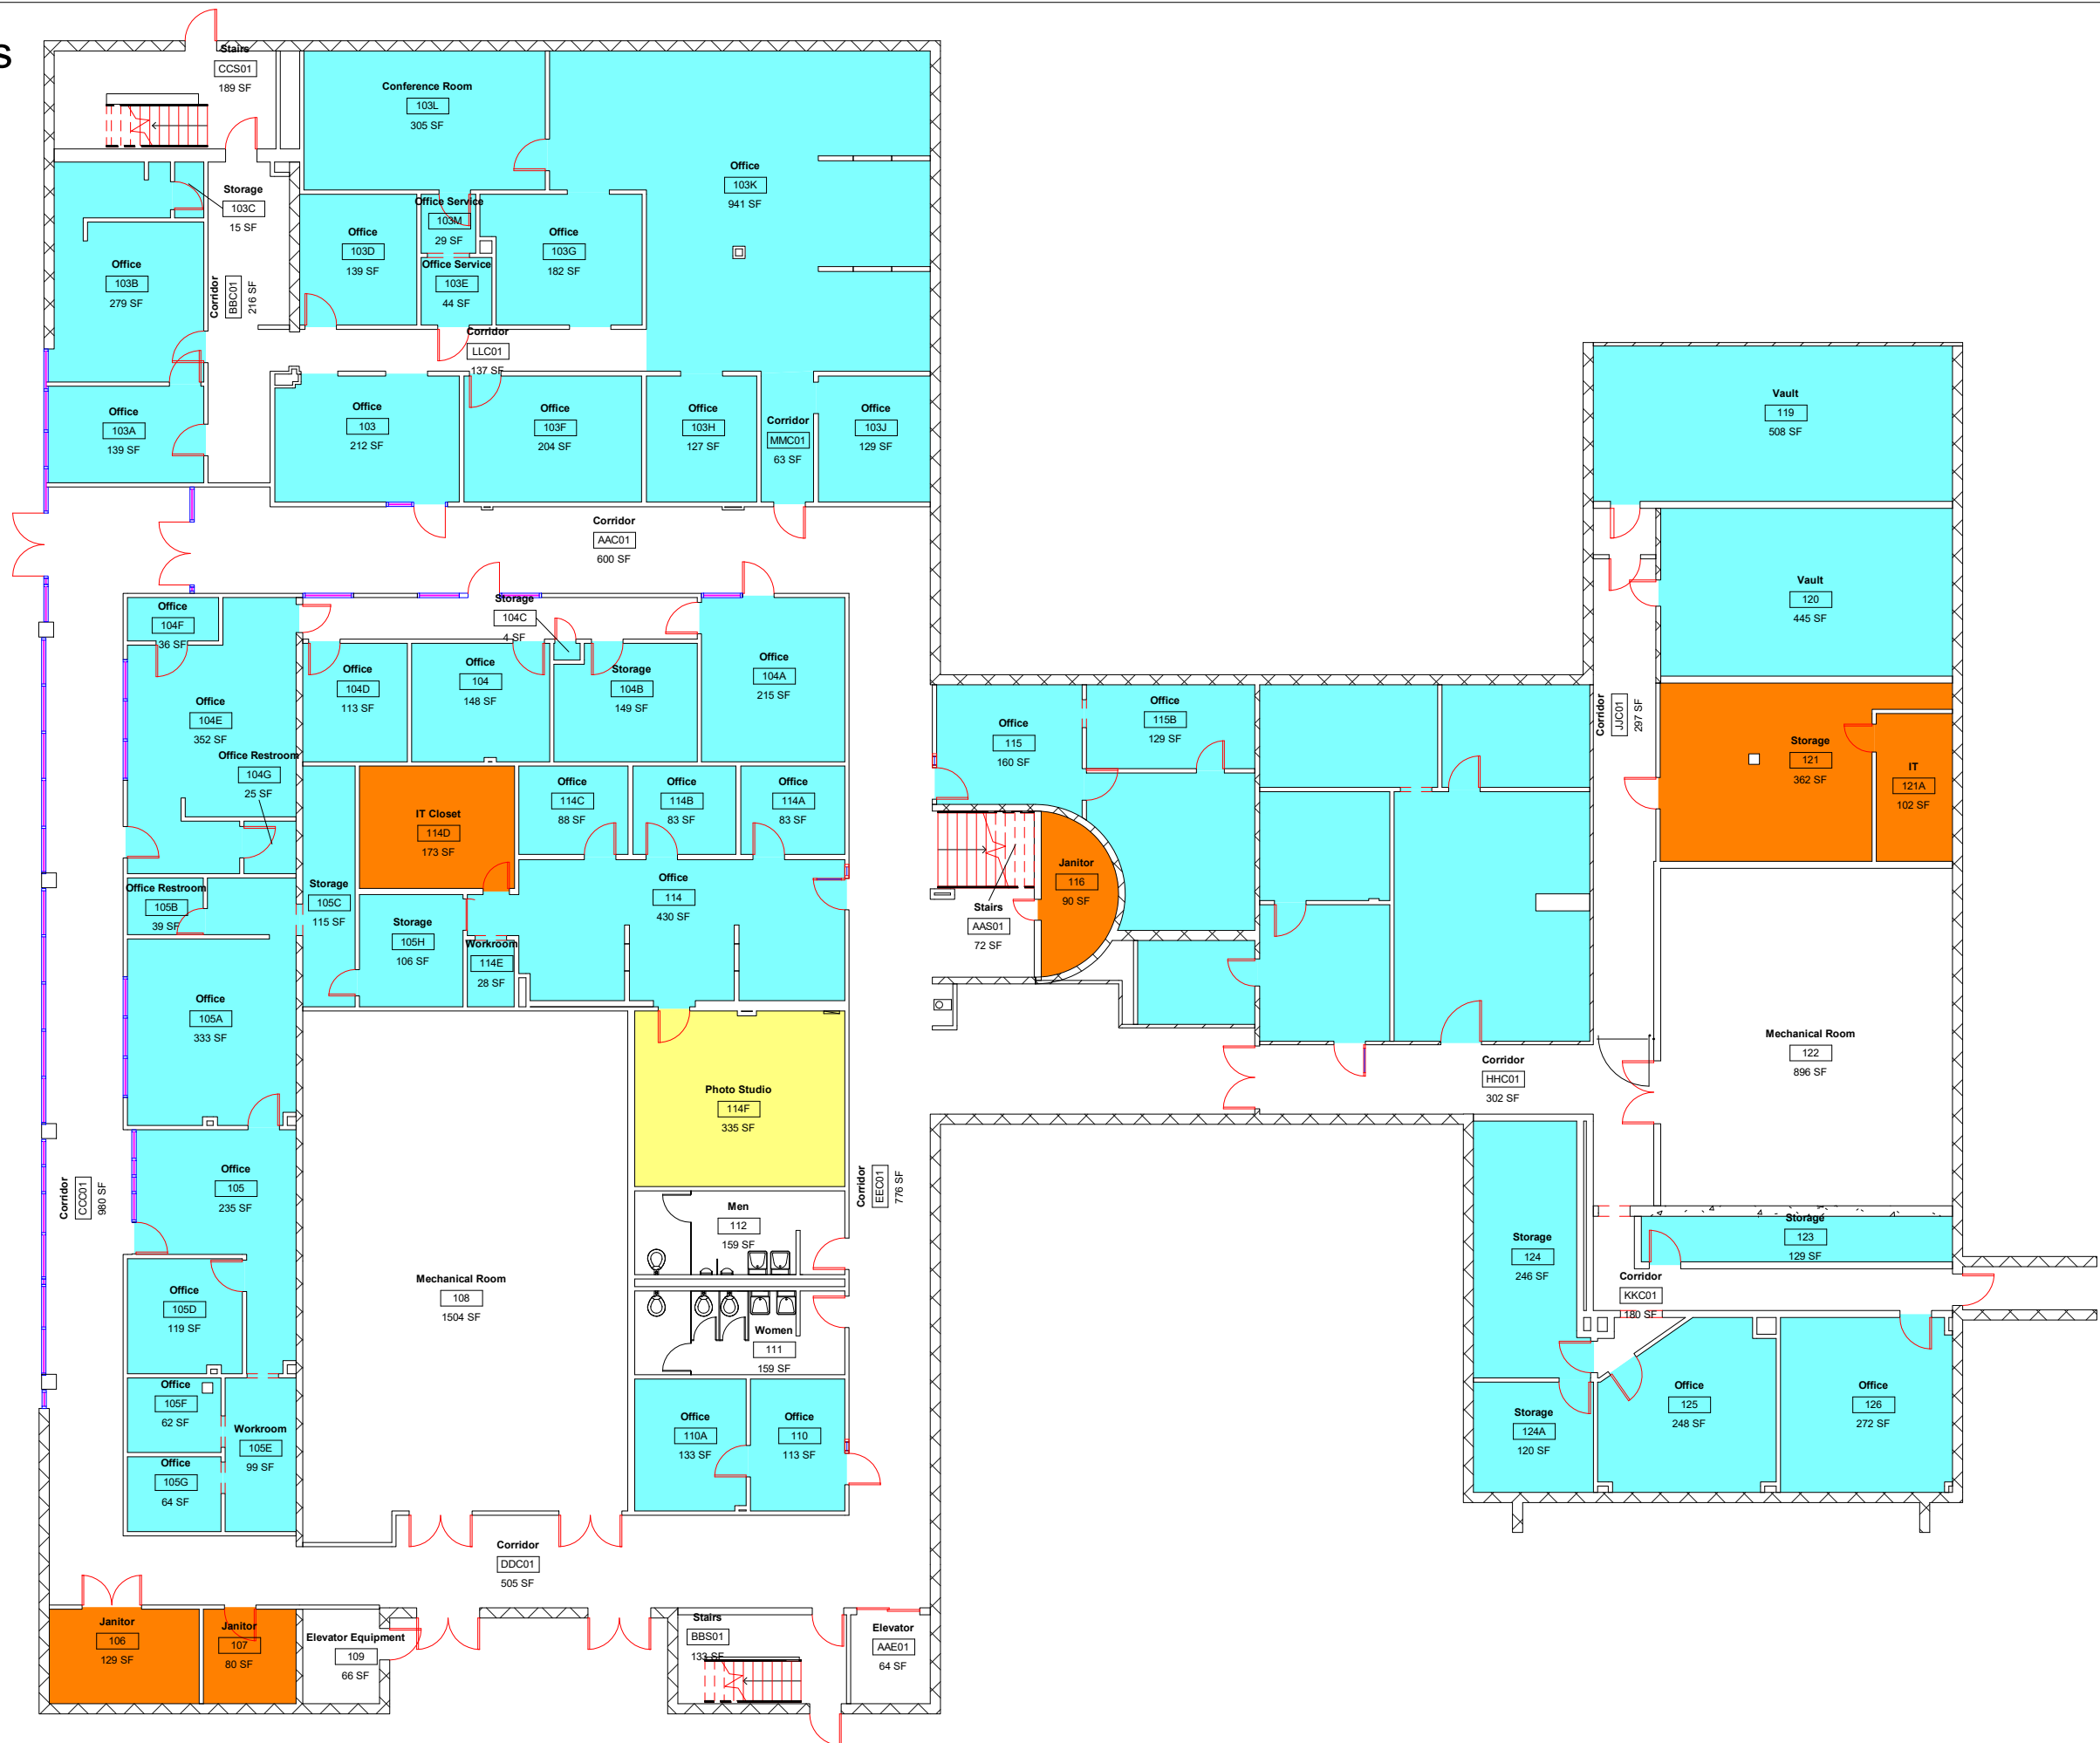 s
Stairs
CCS01
189 SF
Conference Room
103L
305 SF
Office
103K
941 SF
Storage
103C
15 SF
Office Service
103M
29 SF
Office
103D
139 SF
Office
103G
182 SF
Office Service
103E
44 SF
Office
103B
279 SF
Corridor
BBC01
216 SF
Corridor
LLC01
137 SF
Office
103A
139 SF
Office
103
212 SF
Office
103F
204 SF
Office
103H
127 SF
Corridor
MMC01
63 SF
Office
103J
129 SF
Vault
119
508 SF
Corridor
AAC01
600 SF
Vault
120
445 SF
Office
104F
36 SF
Storage
104C
4 SF
Office
104D
113 SF
Office
104
148 SF
Storage
104B
149 SF
Office
104A
215 SF
Office
104E
352 SF
Office Restroom
104G
25 SF
Office
115
160 SF
Office
115B
129 SF
Corridor
JJC01
297 SF
Storage
121
362 SF
IT
121A
102 SF
IT Closet
114D
173 SF
Office
114C
88 SF
Office
114B
83 SF
Office
114A
83 SF
Janitor
116
90 SF
Stairs
AAS01
72 SF
Office Restroom
105B
39 SF
Storage
105C
115 SF
Storage
105H
106 SF
Workroom
114E
28 SF
Office
114
430 SF
Office
105A
333 SF
Mechanical Room
122
896 SF
Corridor
HHC01
302 SF
Photo Studio
114F
335 SF
Corridor
CCC01
980 SF
Office
105
235 SF
Corridor
EEC01
776 SF
Men
112
159 SF
Storage
123
129 SF
Storage
124
246 SF
Corridor
KKC01
180 SF
Mechanical Room
108
1504 SF
Office
105D
119 SF
Women
111
159 SF
Office
105F
62 SF
Workroom
105E
99 SF
Office
105G
64 SF
Office
110A
133 SF
Office
110
113 SF
Storage
124A
120 SF
Office
125
248 SF
Office
126
272 SF
Corridor
DDC01
505 SF
Janitor
106
129 SF
Janitor
107
80 SF
Elevator Equipment
109
66 SF
Stairs
BBS01
133 SF
Elevator
AAE01
64 SF